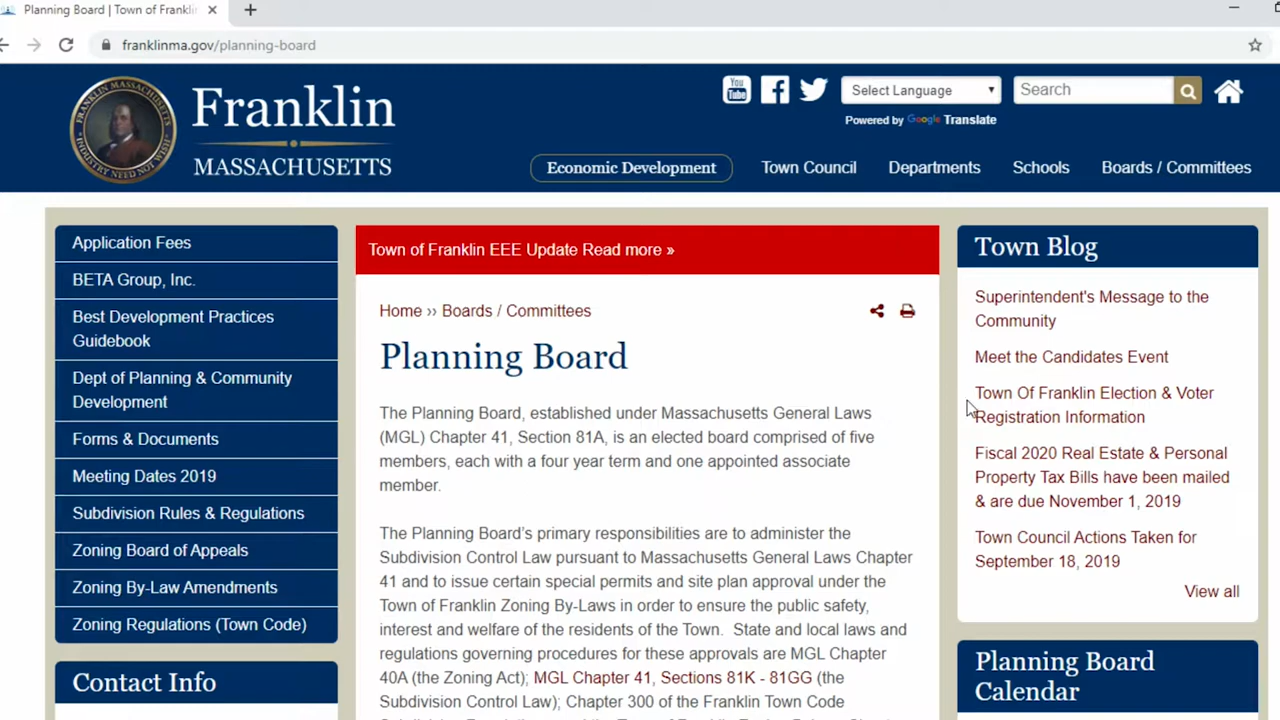 Planning Board | Town of Frankli
franklinma.gov/planning-board
FRANKLIN MASSACHUSETTS
INDUSTRY NEED NOT WISH
Franklin
MASSACHUSETTS
You Tube
Select Language
Search
Powered by Google Translate
Economic Development
Town Council
Departments
Schools
Boards / Committees
Application Fees
BETA Group, Inc.
Best Development Practices
Guidebook
Dept of Planning & Community
Development
Forms & Documents
Meeting Dates 2019
Subdivision Rules & Regulations
Zoning Board of Appeals
Zoning By-Law Amendments
Zoning Regulations (Town Code)
Contact Info
Town of Franklin EEE Update Read more »
Home ›› Boards / Committees
Planning Board
The Planning Board, established under Massachusetts General Laws
(MGL) Chapter 41, Section 81A, is an elected board comprised of five
members, each with a four year term and one appointed associate
member.
The Planning Board's primary responsibilities are to administer the
Subdivision Control Law pursuant to Massachusetts General Laws Chapter
41 and to issue certain special permits and site plan approval under the
Town of Franklin Zoning By-Laws in order to ensure the public safety,
interest and welfare of the residents of the Town. State and local laws and
regulations governing procedures for these approvals are MGL Chapter
40A (the Zoning Act); MGL Chapter 41, Sections 81K - 81GG (the
Subdivision Control Law); Chapter 300 of the Franklin Town Code
Town Blog
Superintendent's Message to the
Community
Meet the Candidates Event
Town Of Franklin Election & Voter
Registration Information
Fiscal 2020 Real Estate & Personal
Property Tax Bills have been mailed
& are due November 1, 2019
Town Council Actions Taken for
September 18, 2019
View all
Planning Board
Calendar